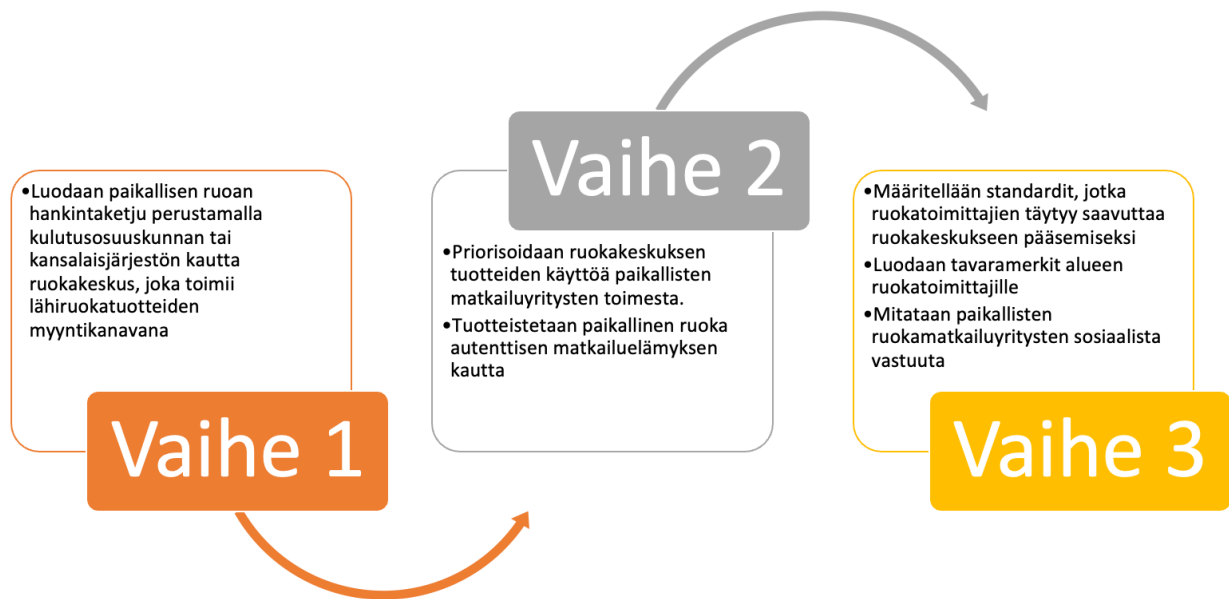 •Luodaan paikallisen ruoan
hankintaketju perustamalla
kulutusosuuskunnan tai
kansalaisjärjestön kautta
ruokakeskus, joka toimii
lähiruokatuotteiden
myyntikanavana
Vaihe 1
Vaihe 2
•Priorisoidaan ruokakeskuksen
tuotteiden käyttöä paikallisten
matkailuyritysten toimesta.
•Tuotteistetaan paikallinen ruoka
autenttisen matkailuelämyksen
kautta
•Määritellään standardit, jotka
ruokatoimittajien täytyy saavuttaa
ruokakeskukseen pääsemiseksi
•Luodaan tavaramerkit alueen
ruokatoimittajille
•Mitataan paikallisten
ruokamatkailuyritysten sosiaalista
vastuuta
Vaihe 3